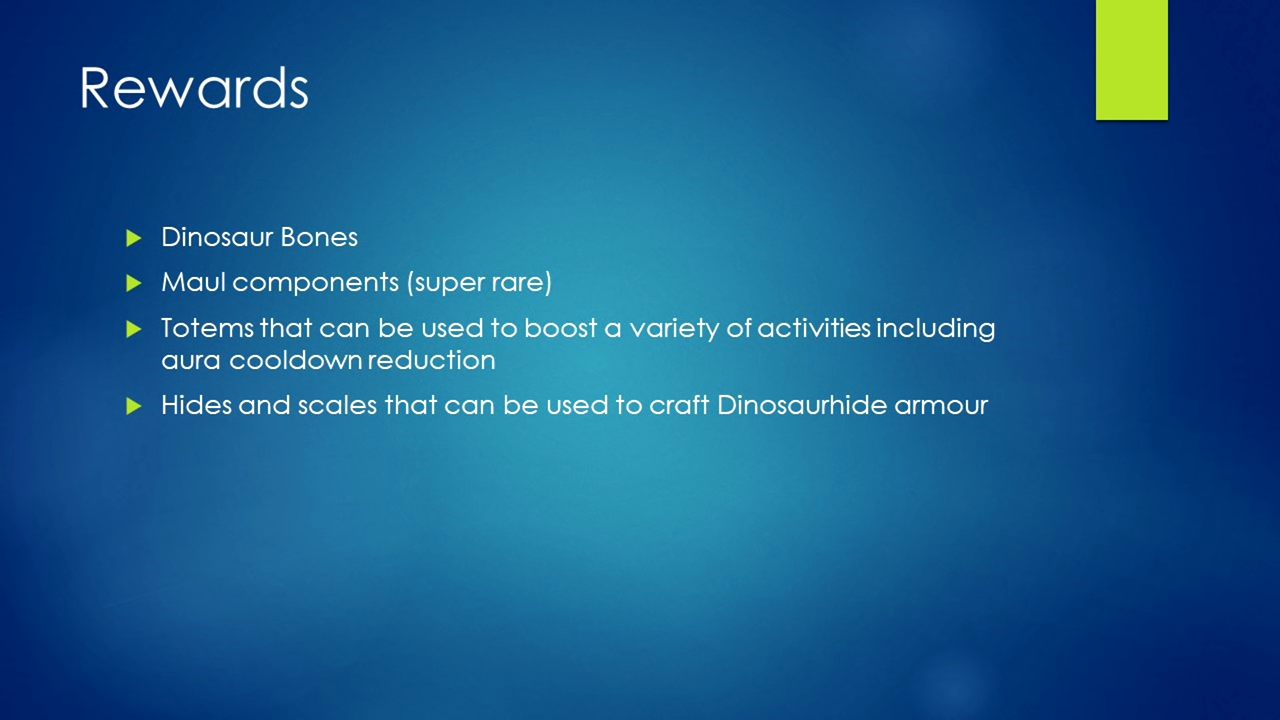 Rewards
Dinosaur Bones
Maul components (super rare)
Totems that can be used to boost a variety of activities including
aura cooldown reduction
Hides and scales that can be used to craft Dinosaurhide armour